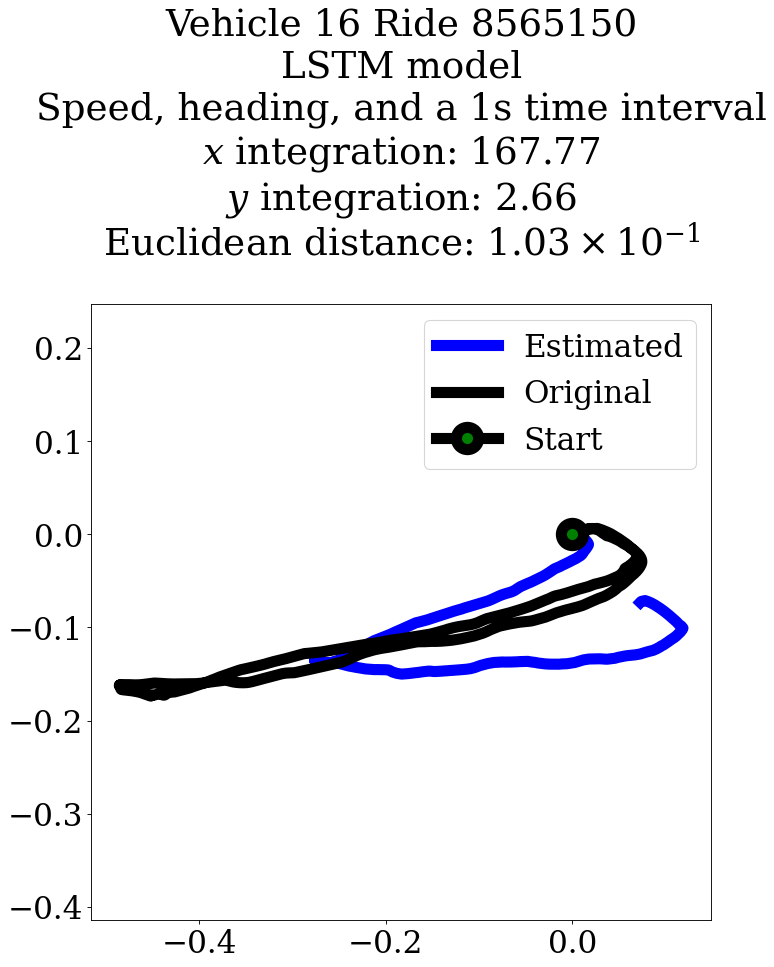 Vehicle 16 Ride 8565150
LSTM model
Speed, heading, and a 1s time interval
x integration: 167.77
y integration: 2.66
Euclidean distance: 1.03 × 10⁻¹
Estimated
Original
Start
0.2
0.1
0.0
−0.1
−0.2
−0.3
−0.4
−0.4 −0.2 0.0